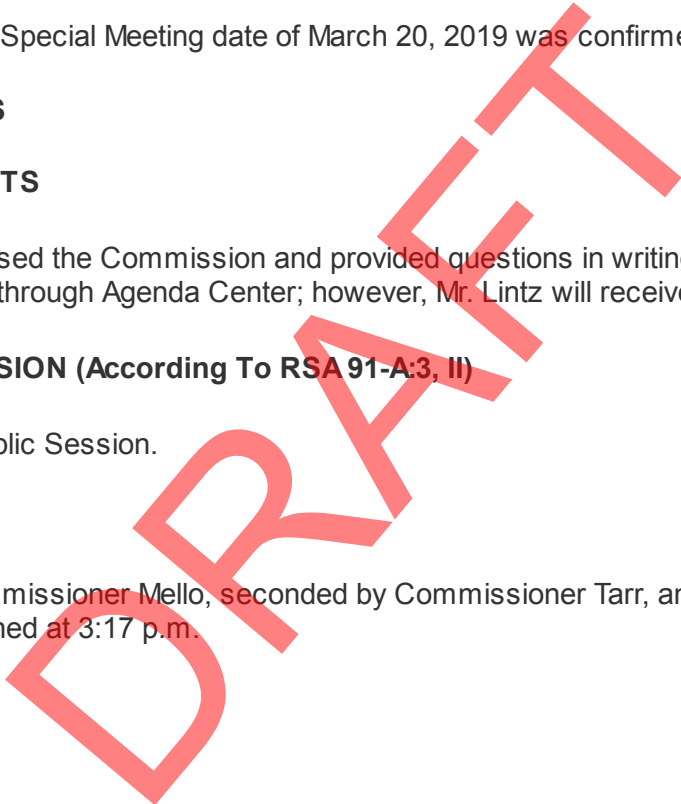 Special Meeting date of March 20, 2019 was confirme
S
TS
sed the Commission and provided questions in writing
through Agenda Center; however, Mr. Lintz will receive
SION (According To RSA 91-A:3, II)
blic Session.
missioner Mello, seconded by Commissioner Tarr, an
ned at 3:17 p.m.
DRAFT